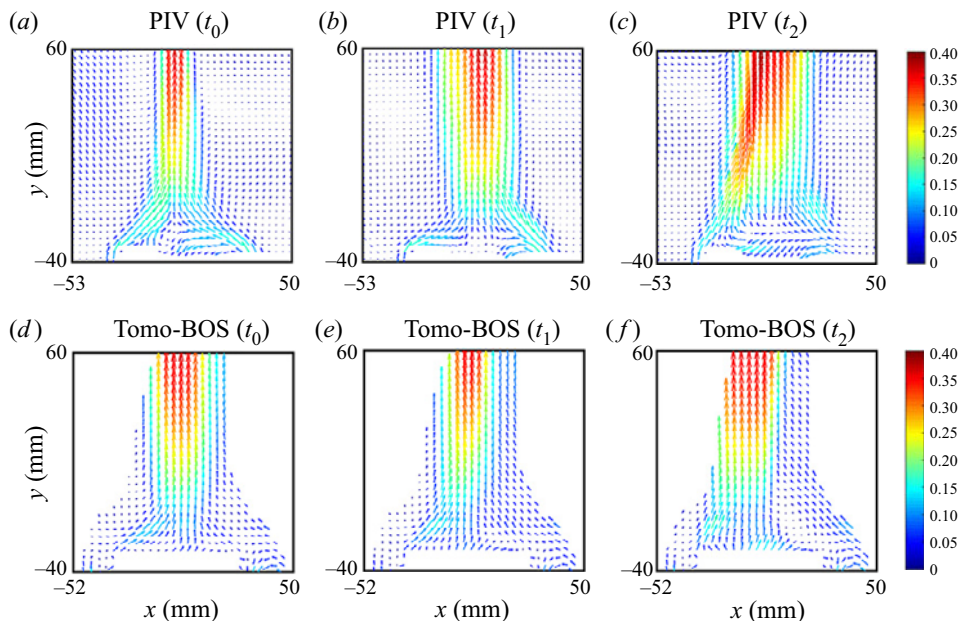 (a) PIV (t0) (b) PIV (t1) (c) PIV (t2)
60 60 60 0.40
0.35
0.30
0.25
y (mm)
0.20
0.15
0.10
0.05
−40 −40 −40 0
−53 50 −53 50 −53 50
(d) Tomo-BOS (t0) (e) Tomo-BOS (t1) (f) Tomo-BOS (t2)
60 60 60 0.40
0.35
0.30
0.25
y (mm)
0.20
0.15
0.10
0.05
−40 −40 −40 0
−52 50 −52 50 −52 50
x (mm) x (mm) x (mm)